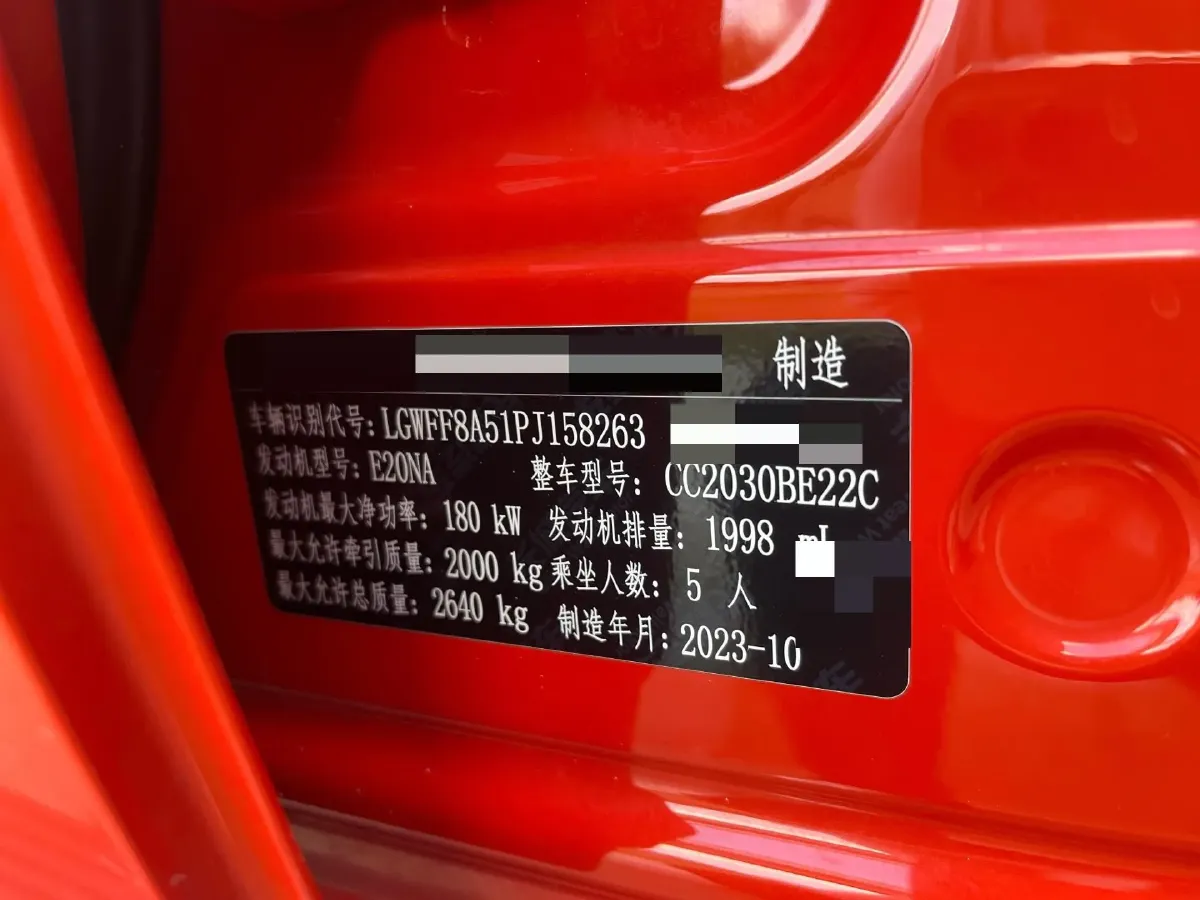 制造
车辆识别代号:LGWFF8A51PJ158263
发动机型号:E20NA 整车型号:CC2030BE22C
发动机最大净功率:180 kW 发动机排量:1998 mL
最大允许牵引质量:2000 kg 乘坐人数:5 人
最大允许总质量:2640 kg 制造年月:2023-10